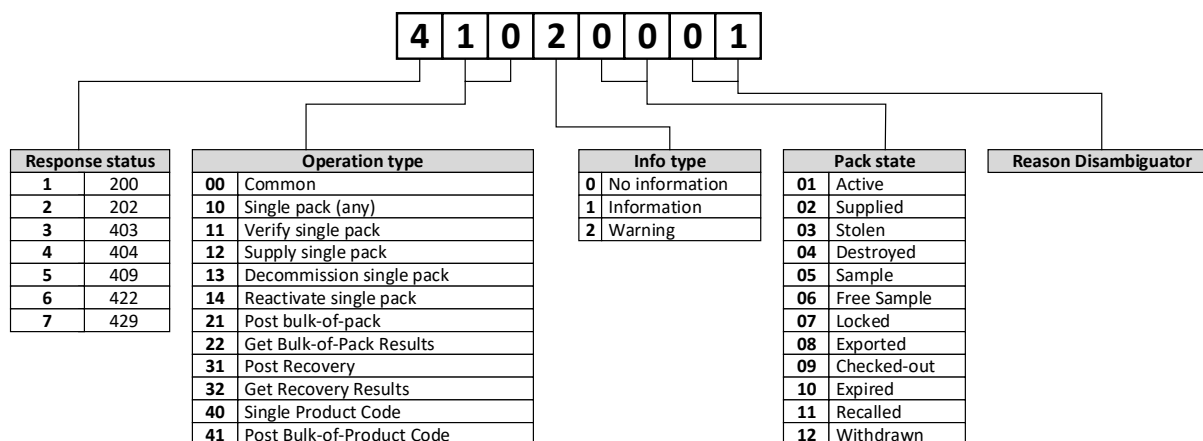 4 1 0 2 0 0 0 1
Response status
1 200
2 202
3 403
4 404
5 409
6 422
7 429
Operation type
00 Common
10 Single pack (any)
11 Verify single pack
12 Supply single pack
13 Decommission single pack
14 Reactivate single pack
21 Post bulk-of-pack
22 Get Bulk-of-Pack Results
31 Post Recovery
32 Get Recovery Results
40 Single Product Code
41 Post Bulk-of-Product Code
Info type
0 No information
1 Information
2 Warning
Pack state
01 Active
02 Supplied
03 Stolen
04 Destroyed
05 Sample
06 Free Sample
07 Locked
08 Exported
09 Checked-out
10 Expired
11 Recalled
12 Withdrawn
Reason Disambiguator